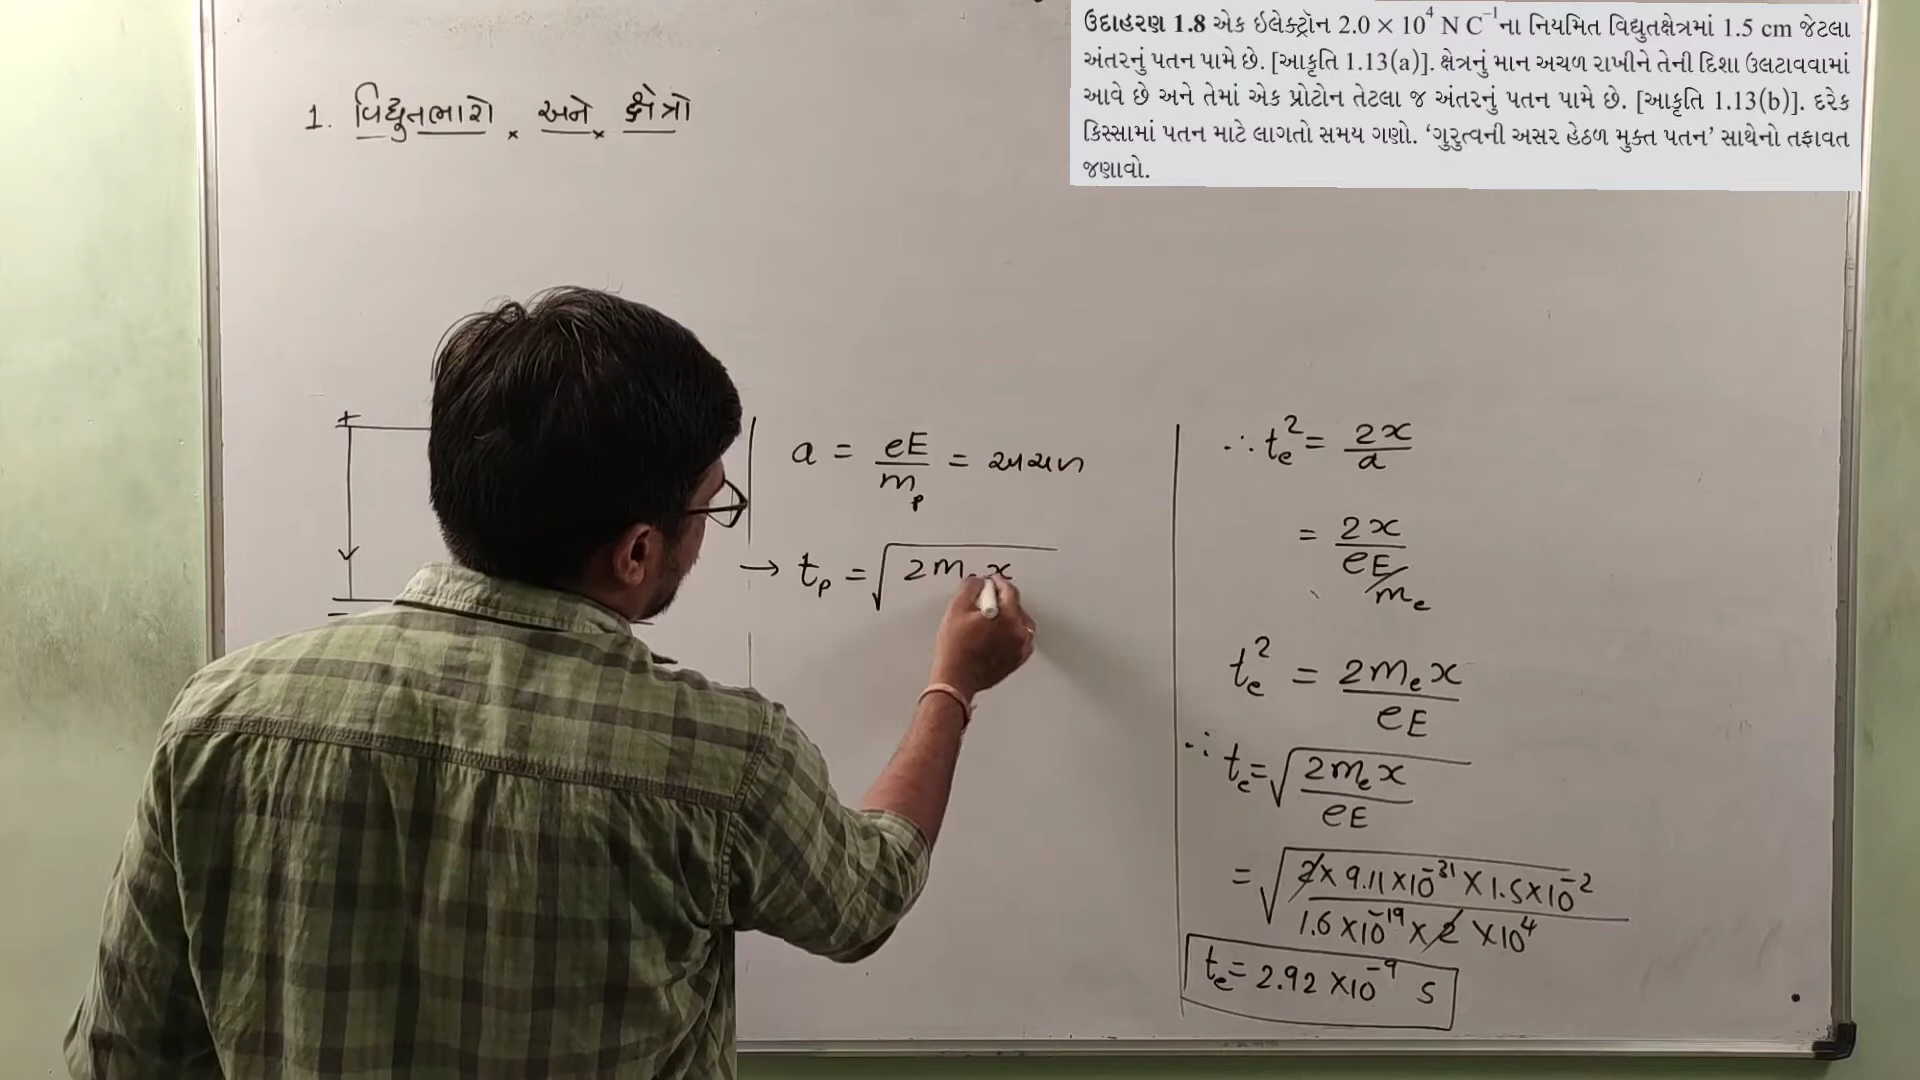 ઉદાહરણ 1.8 એક ઇલેક્ટ્રૉન 2.0 × 10⁴ N C⁻¹ના નિયમિત વિદ્યુતક્ષેત્રમાં 1.5 cm જેટલા
અંતરનું પતન પામે છે. [આકૃતિ 1.13(a)]. ક્ષેત્રનું માન અચળ રાખીને તેની દિશા ઉલટાવવામાં
આવે છે અને તેમાં એક પ્રોટોન તેટલા જ અંતરનું પતન પામે છે. [આકૃતિ 1.13(b)]. દરેક
કિસ્સામાં પતન માટે લાગતો સમય ગણો. ‘ગુરુત્વની અસર હેઠળ મુક્ત પતન’ સાથેનો તફાવત
જણાવો.
1. વિદ્યુતભારો અને ક્ષેત્રો
+
−
a = eE/mₚ = અચળ
→ tₚ = √(2m x
∴ tₑ² = 2x/a
= 2x/(eE/mₑ)
tₑ² = 2mₑx/eE
∴ tₑ = √(2mₑx/eE)
= √(2 × 9.11 × 10⁻³¹ × 1.5 × 10⁻² / 1.6 × 10⁻¹⁹ × 2 × 10⁴)
tₑ = 2.92 × 10⁻⁹ s